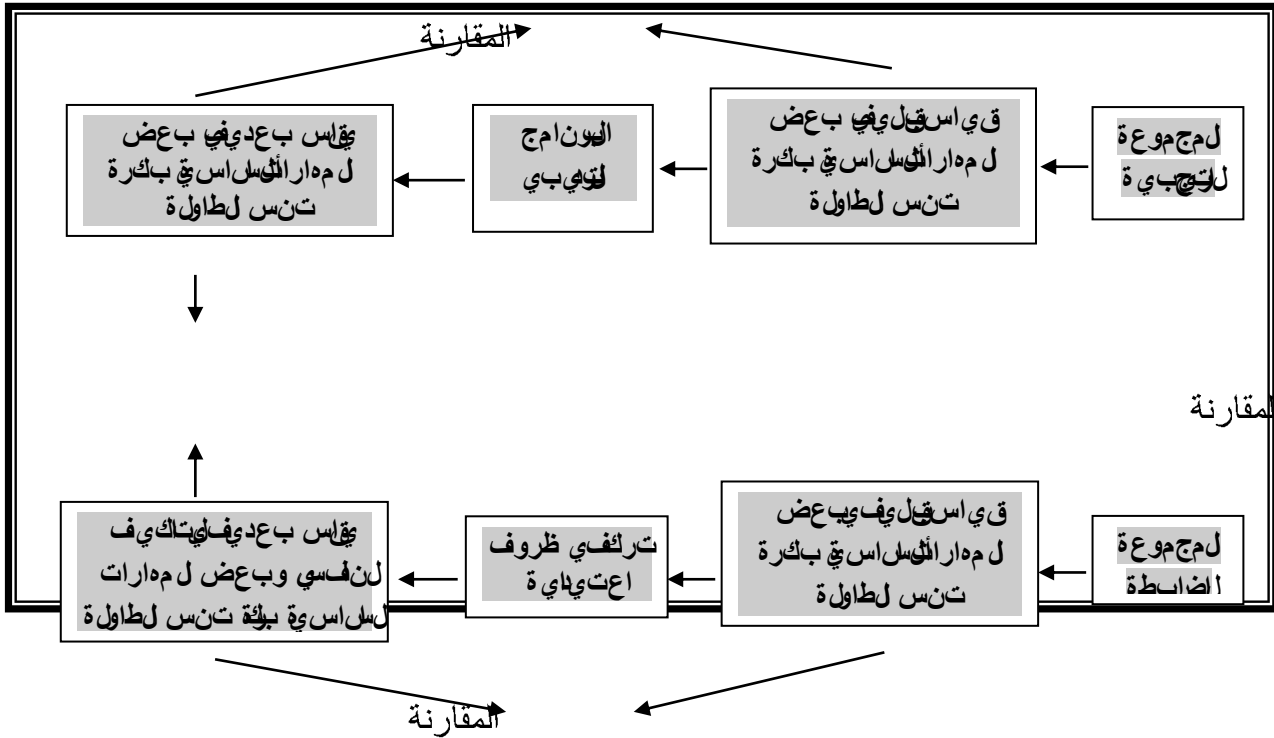 المقارنة
المجموعة
التجريبية
قياس قبلي في بعض
المهارات الأساسية بكرة
تنس الطاولة
البرنامج
التدريبي
قياس بعدي في بعض
المهارات الأساسية بكرة
تنس الطاولة
المقارنة
المجموعة
الضابطة
قياس قبلي في بعض
المهارات الأساسية بكرة
تنس الطاولة
ترك في ظروف
اعتيادية
قياس بعدي في التكيف
النفسي وبعض المهارات
الأساسية بكرة تنس الطاولة
المقارنة